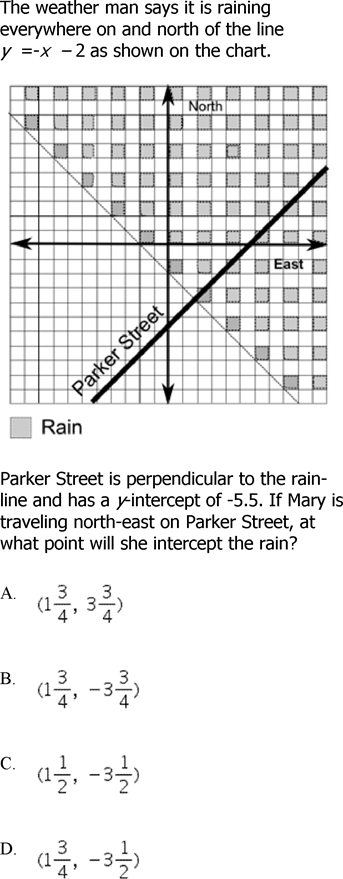 The weather man says it is raining
everywhere on and north of the line
y =-x − 2 as shown on the chart.
North
East
Parker Street
Rain
Parker Street is perpendicular to the rain-
line and has a y-intercept of -5.5. If Mary is
traveling north-east on Parker Street, at
what point will she intercept the rain?
A. (1 3/4, 3 3/4)
B. (1 3/4, −3 3/4)
C. (1 1/2, −3 1/2)
D. (1 3/4, −3 1/2)